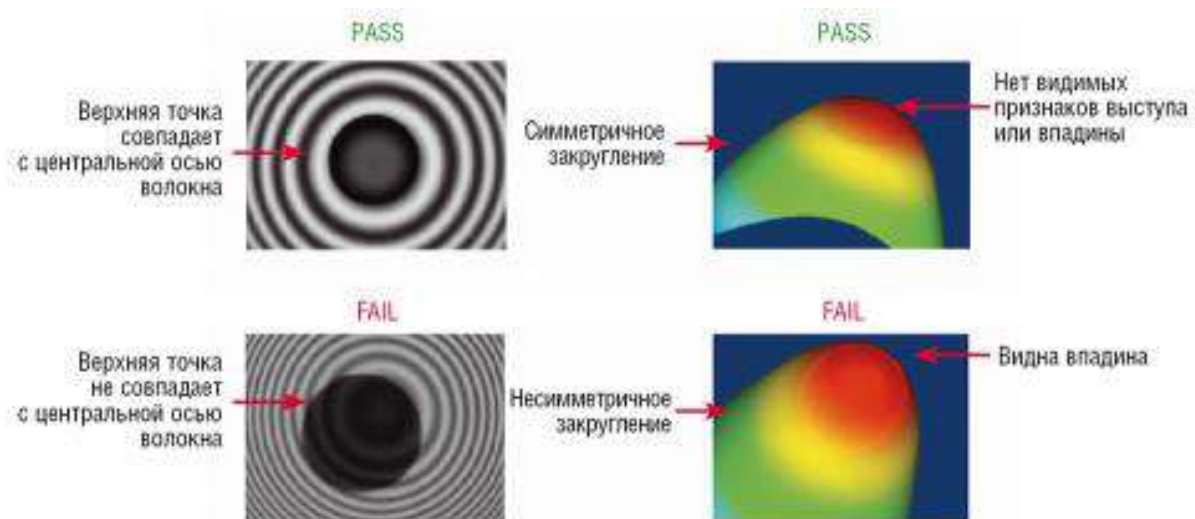 PASS
PASS
Верхняя точка
совпадает
с центральной осью
волокна
Симметричное
закругление
Нет видимых
признаков выступа
или впадины
FAIL
FAIL
Верхняя точка
не совпадает
с центральной осью
волокна
Несимметричное
закругление
Видна впадина